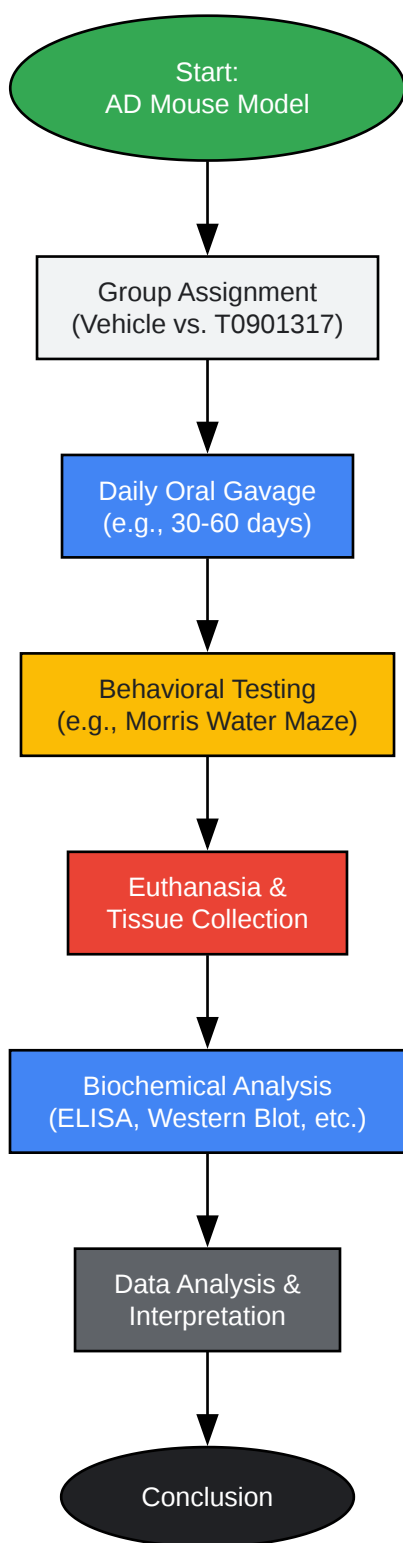 Start:
AD Mouse Model
Group Assignment
(Vehicle vs. T0901317)
Daily Oral Gavage
(e.g., 30-60 days)
Behavioral Testing
(e.g., Morris Water Maze)
Euthanasia &
Tissue Collection
Biochemical Analysis
(ELISA, Western Blot, etc.)
Data Analysis &
Interpretation
Conclusion